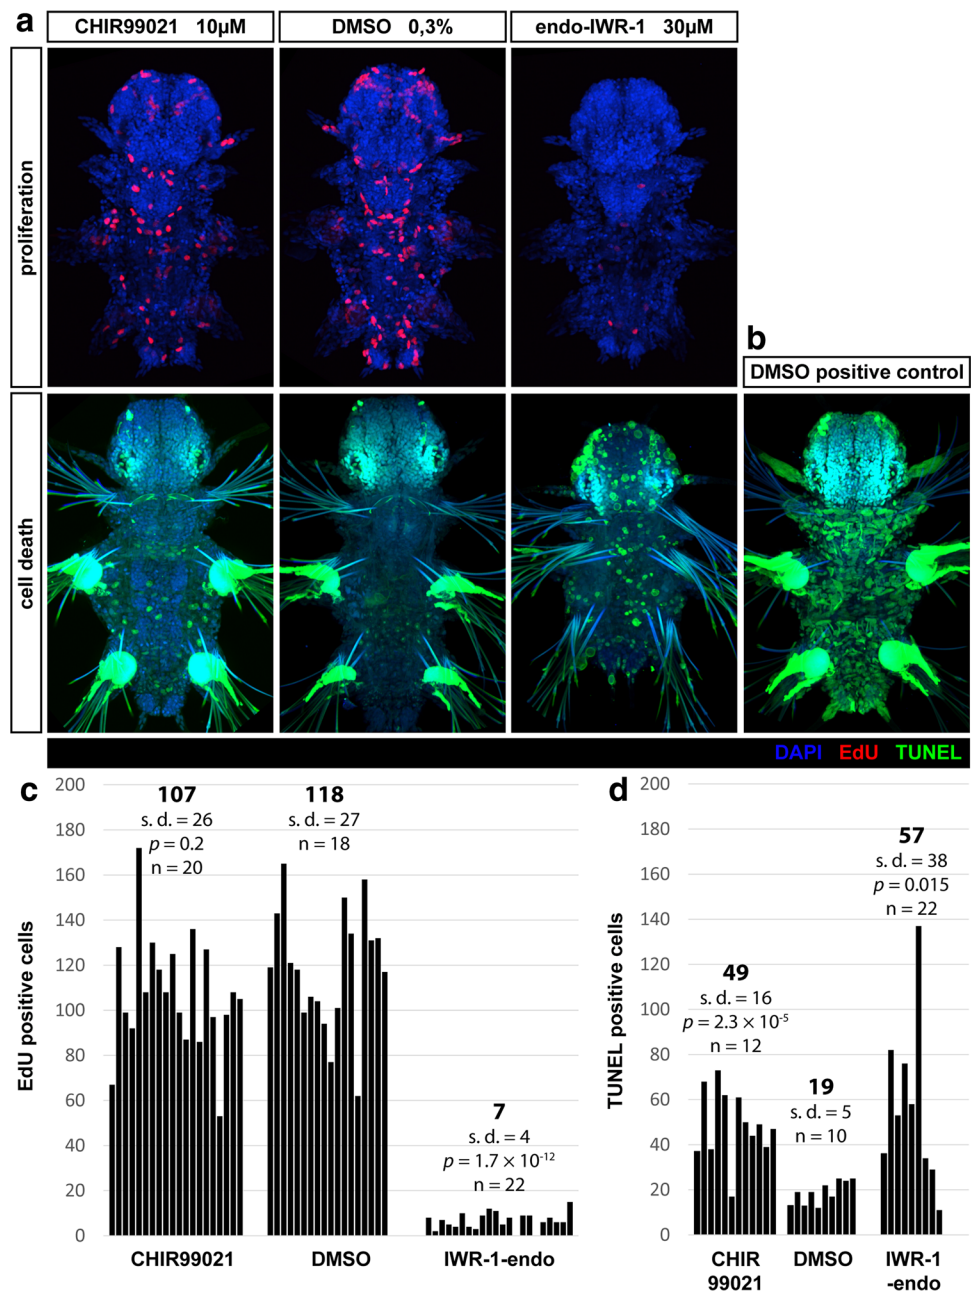 a
CHIR99021 10µM
DMSO 0,3%
endo-IWR-1 30µM
proliferation
b
DMSO positive control
cell death
DAPI EdU TUNEL
c
EdU positive cells
200
180
160
140
120
100
80
60
40
20
0
107
s. d. = 26
p = 0.2
n = 20
118
s. d. = 27
n = 18
7
s. d. = 4
p = 1.7 × 10⁻¹²
n = 22
CHIR99021
DMSO
IWR-1-endo
d
TUNEL positive cells
200
180
160
140
120
100
80
60
40
20
0
49
s. d. = 16
p = 2.3 × 10⁻⁵
n = 12
19
s. d. = 5
n = 10
57
s. d. = 38
p = 0.015
n = 22
CHIR
99021
DMSO
IWR-1
-endo